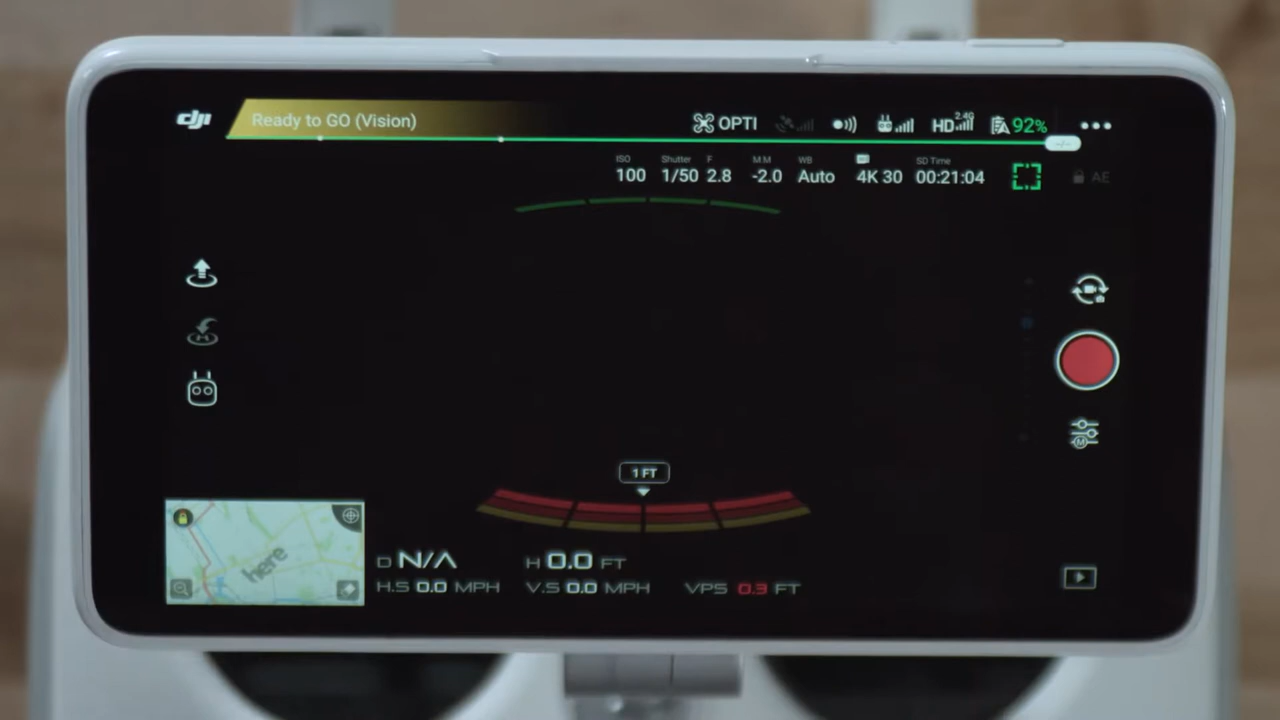 dji Ready to GO (Vision) OPTI HD 2.4G 92%
ISO Shutter F M.M WB SD Time
100 1/50 2.8 -2.0 Auto 4K 30 00:21:04 AE
1 FT
here
D N/A H 0.0 FT
H.S 0.0 MPH V.S 0.0 MPH VPS 0.3 FT
M